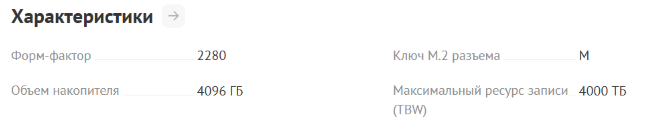 Характеристики
Форм-фактор 2280
Ключ M.2 разъема M
Объем накопителя 4096 ГБ
Максимальный ресурс записи 4000 ТБ
(TBW)